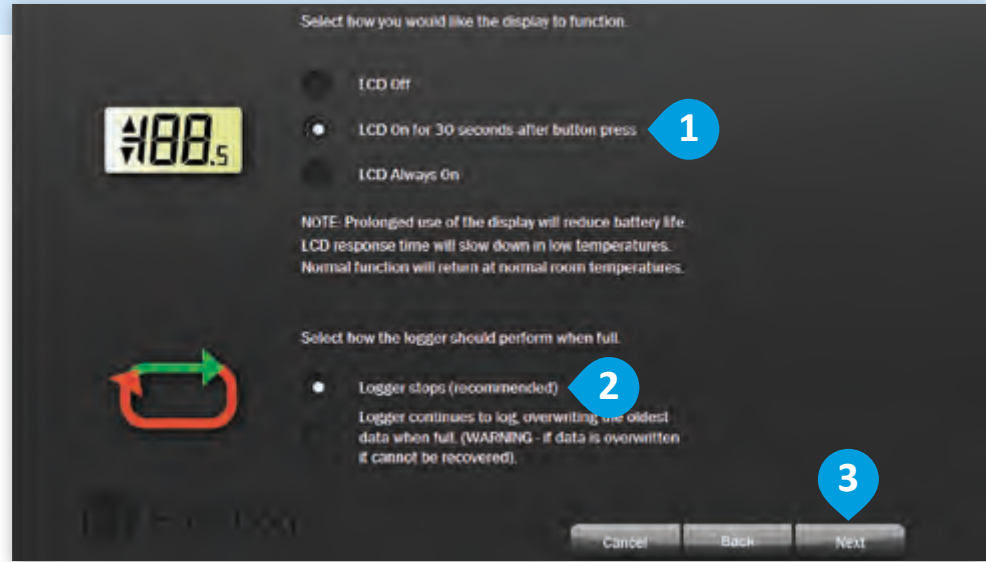 Select how you would like the display to function.
LCD Off
188.5
LCD On for 30 seconds after button press
1
LCD Always On
NOTE: Prolonged use of the display will reduce battery life.
LCD response time will slow down in low temperatures.
Normal function will return at normal room temperatures.
Select how the logger should perform when full.
Logger stops (recommended)
2
Logger continues to log, overwriting the oldest
data when full. (WARNING - if data is overwritten
it cannot be recovered).
3
Cancel
Back
Next